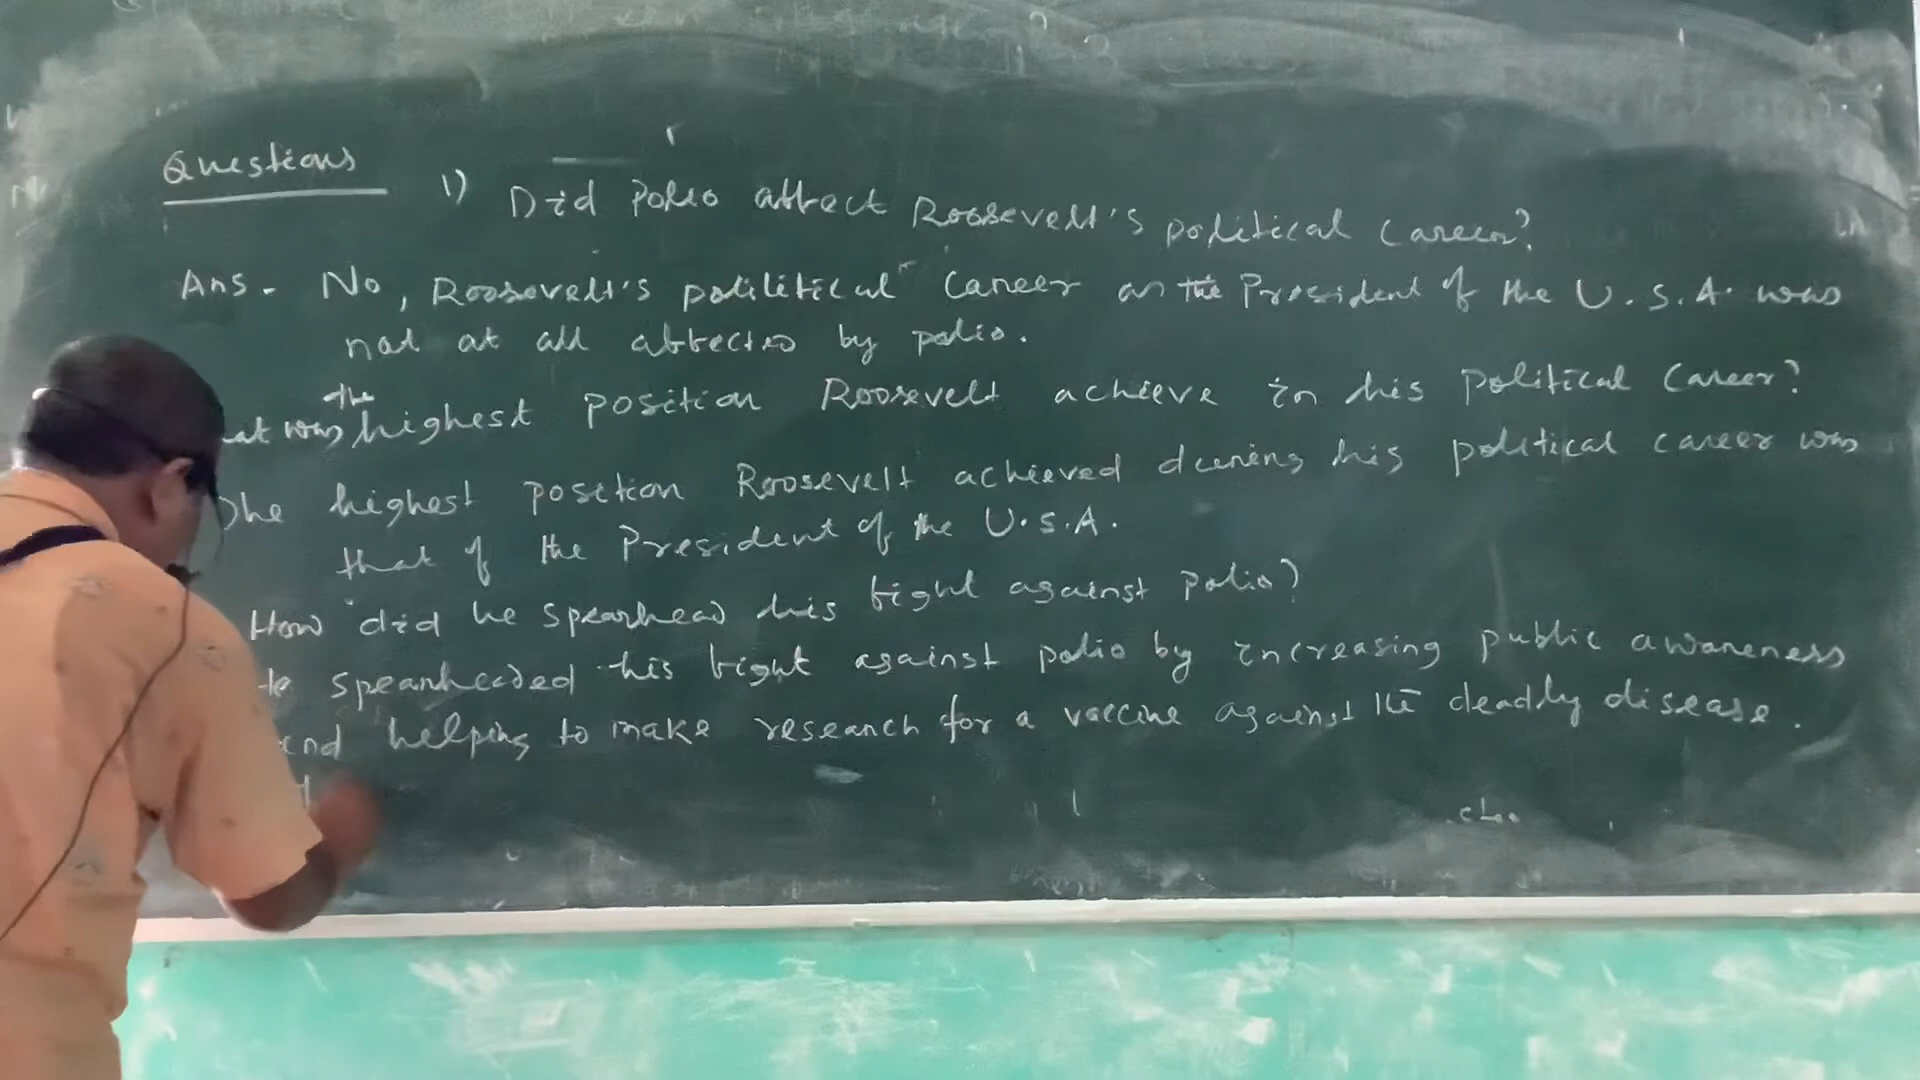 Questions
1) Did Polio affect Roosevelt's political career?
Ans. No, Roosevelt's polilitical career as the President of the U.S.A. was
not at all affected by polio.
the
at was highest position Roosevelt achieve in his political career?
The highest position Roosevelt achieved during his political career was
that of the President of the U.S.A.
How did he spearhead his fight against polio?
He spearheaded his fight against polio by increasing public awareness
and helping to make research for a vaccine against the deadly disease.